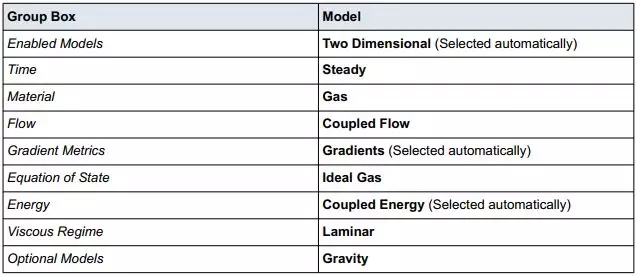 Group Box Model
Enabled Models Two Dimensional (Selected automatically)
Time Steady
Material Gas
Flow Coupled Flow
Gradient Metrics Gradients (Selected automatically)
Equation of State Ideal Gas
Energy Coupled Energy (Selected automatically)
Viscous Regime Laminar
Optional Models Gravity